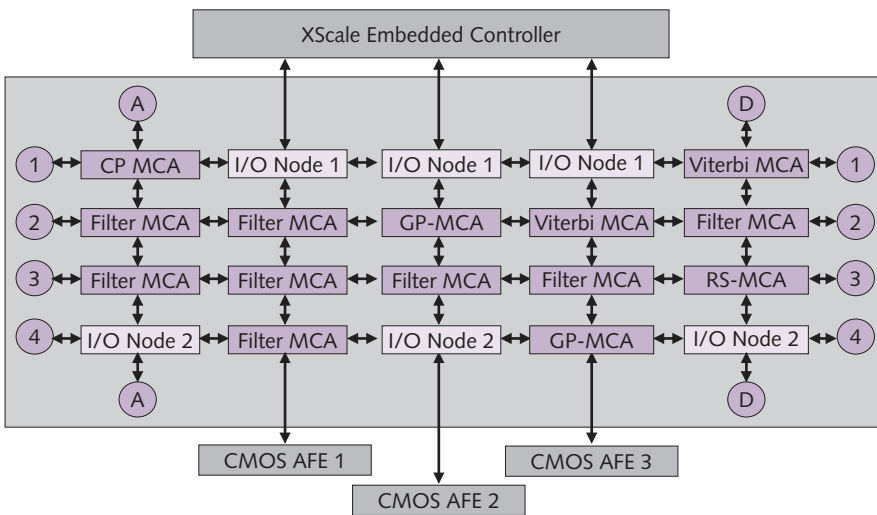 XScale Embedded Controller
A
D
1
CP MCA
I/O Node 1
I/O Node 1
I/O Node 1
Viterbi MCA
1
2
Filter MCA
Filter MCA
GP-MCA
Viterbi MCA
Filter MCA
2
3
Filter MCA
Filter MCA
Filter MCA
Filter MCA
RS-MCA
3
4
I/O Node 2
Filter MCA
I/O Node 2
GP-MCA
I/O Node 2
4
A
D
CMOS AFE 1
CMOS AFE 3
CMOS AFE 2